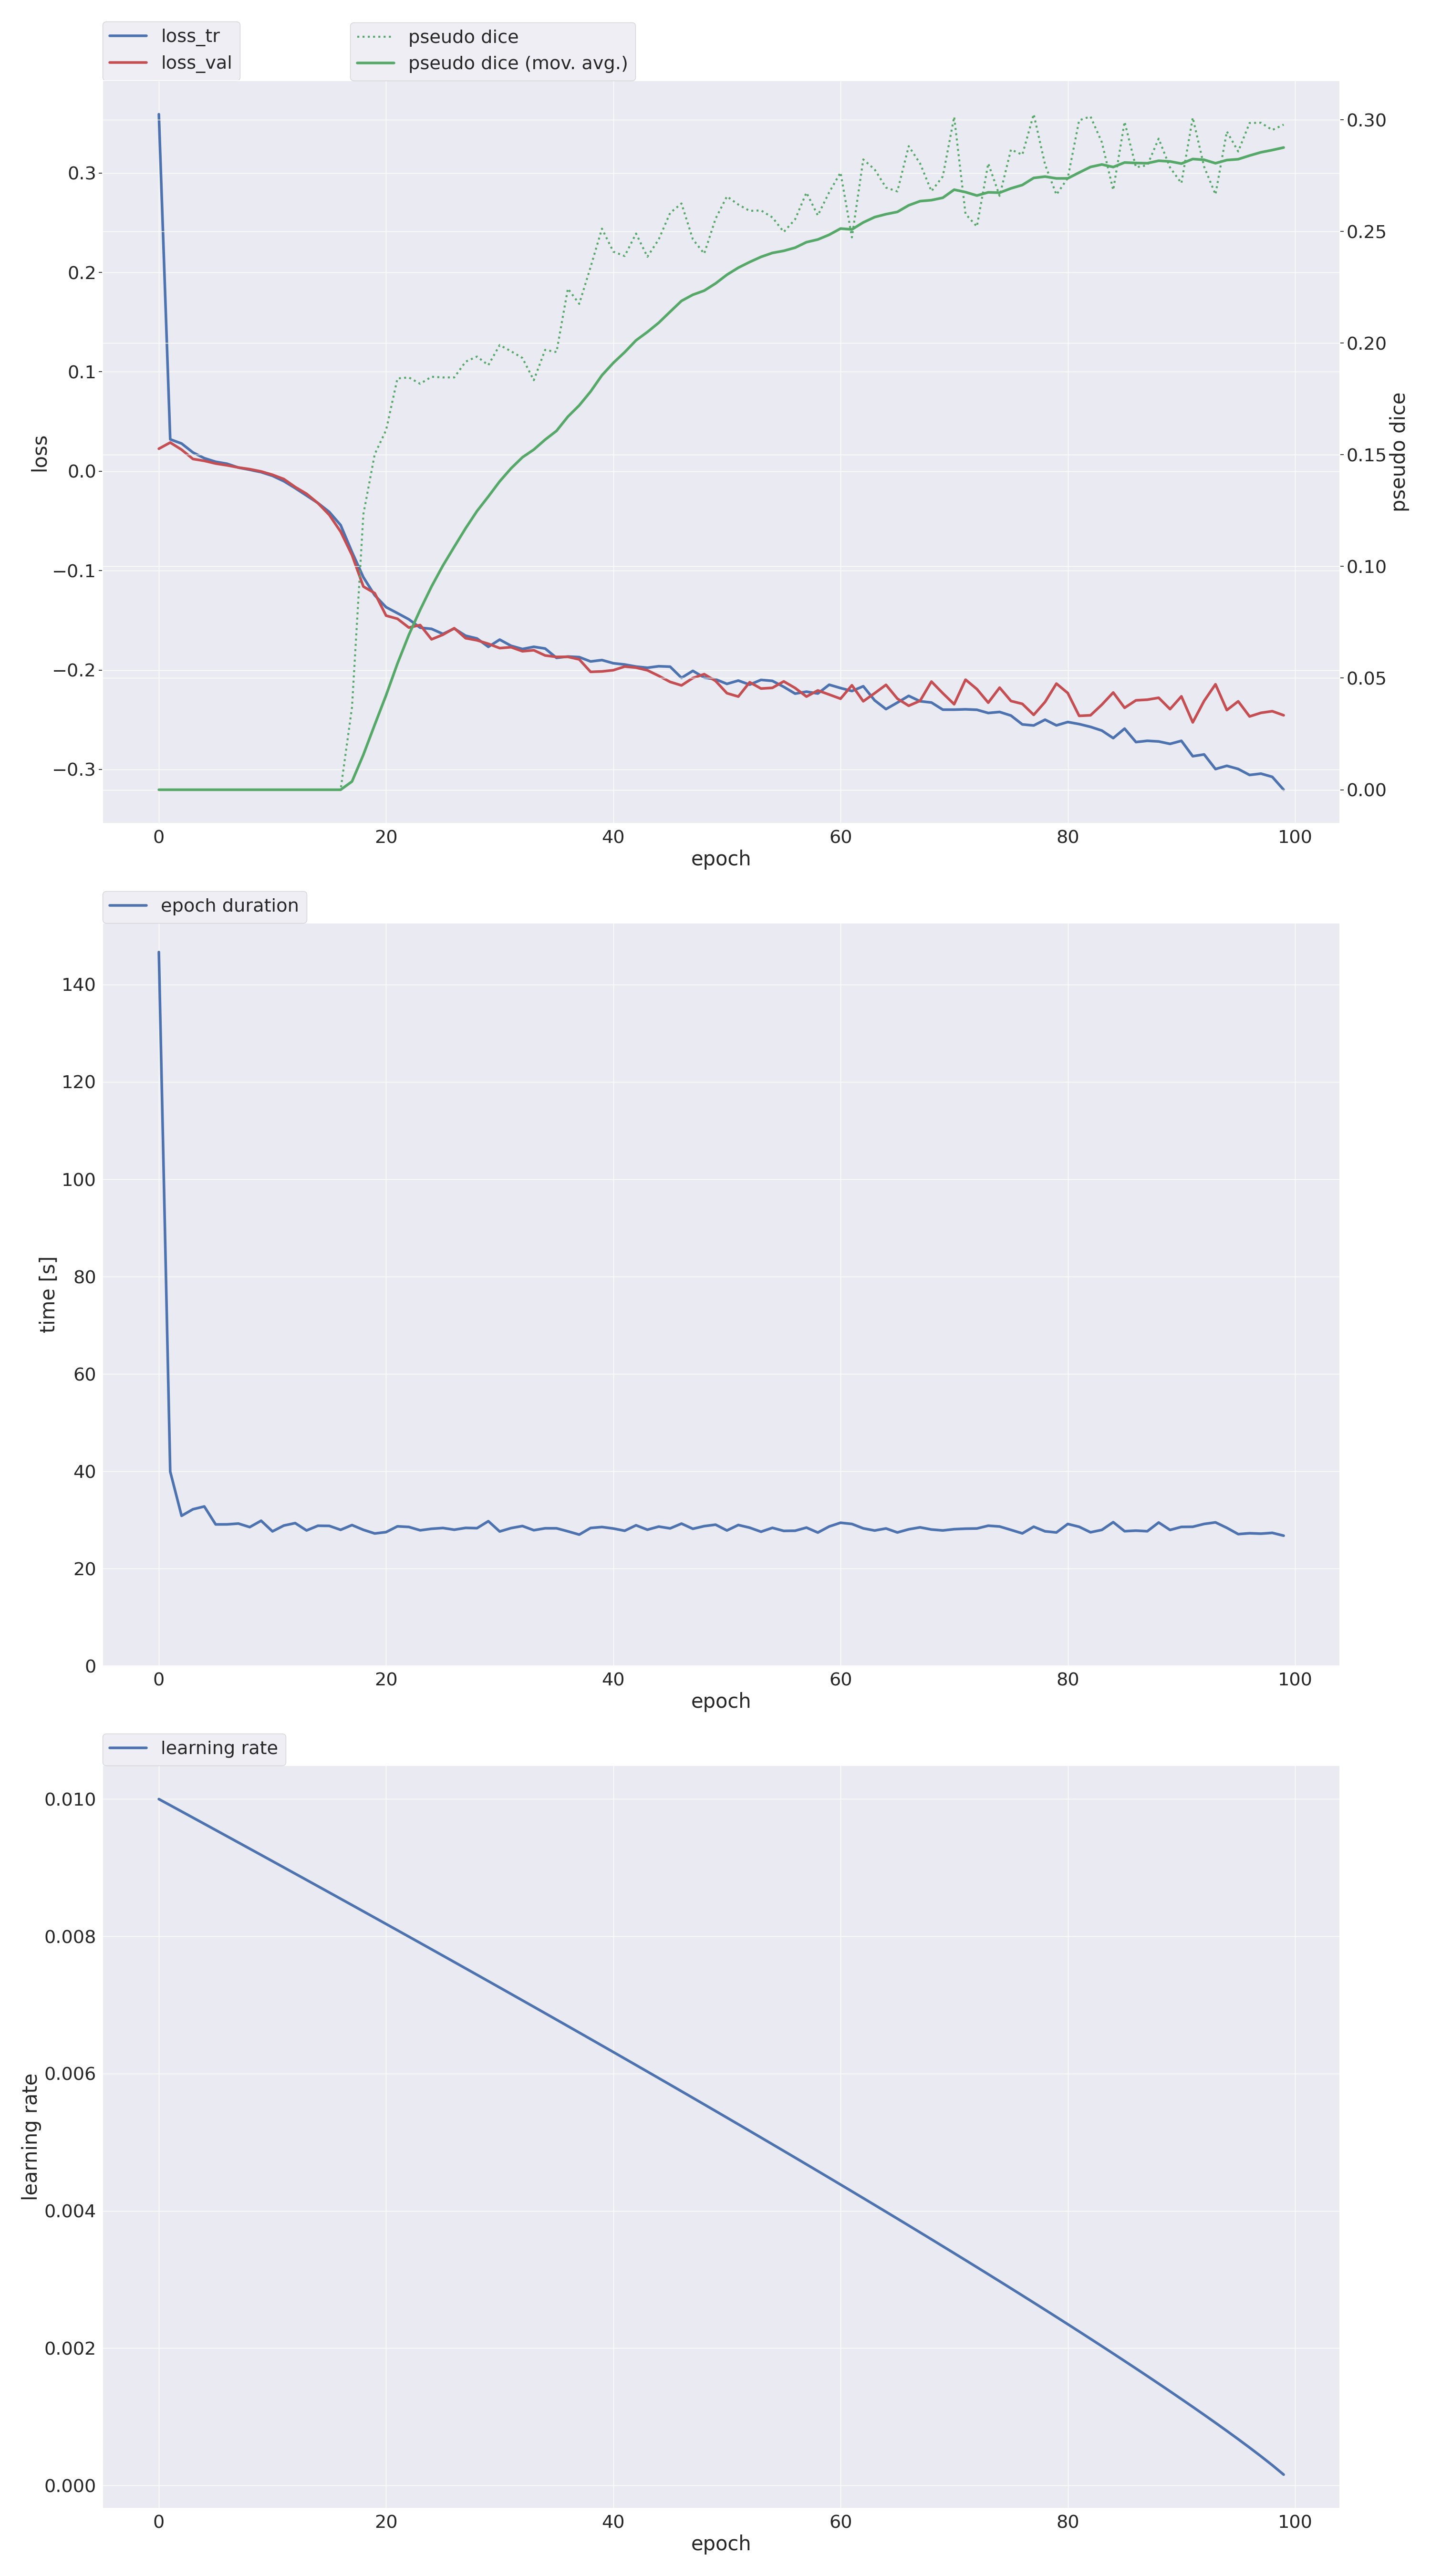 loss_tr
loss_val
pseudo dice
pseudo dice (mov. avg.)
0.3
0.2
0.1
0.0
−0.1
−0.2
−0.3
loss
0.30
0.25
0.20
0.15
0.10
0.05
0.00
pseudo dice
0 20 40 60 80 100
epoch
epoch duration
140
120
100
80
60
40
20
0
time [s]
0 20 40 60 80 100
epoch
learning rate
0.010
0.008
0.006
0.004
0.002
0.000
learning rate
0 20 40 60 80 100
epoch